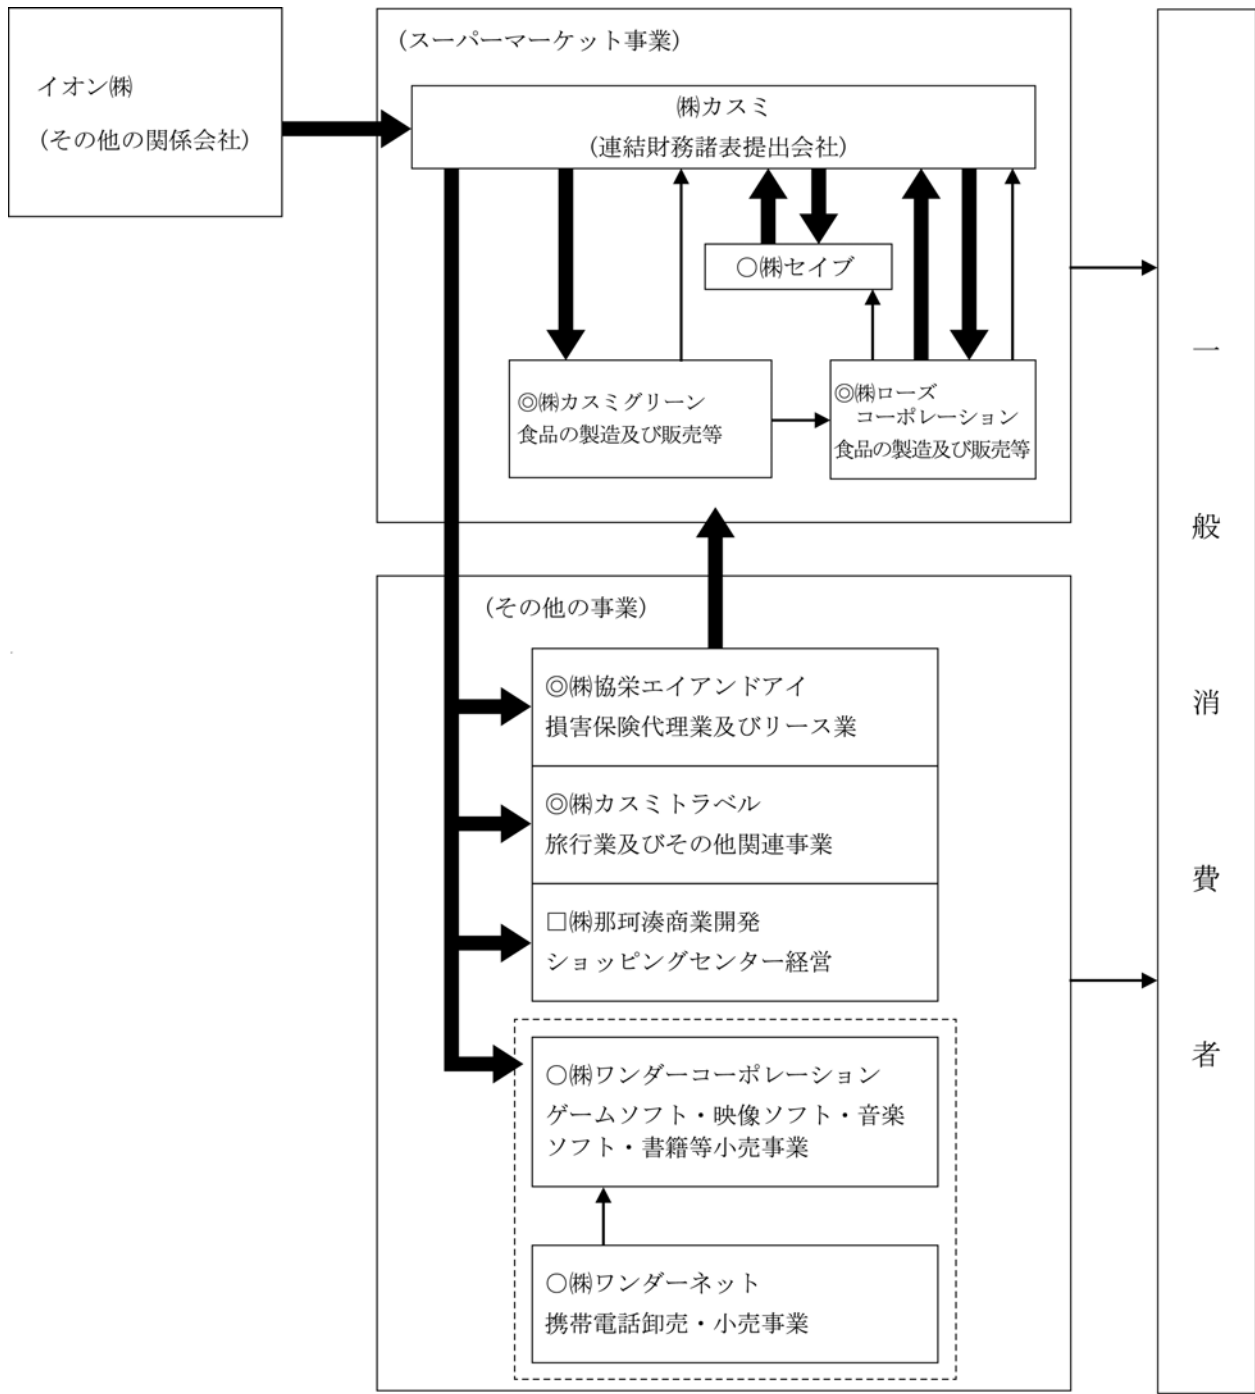 イオン㈱
(その他の関係会社)
(スーパーマーケット事業)
㈱カスミ
(連結財務諸表提出会社)
○㈱セイブ
◎㈱カスミグリーン
食品の製造及び販売等
◎㈱ローズ
コーポレーション
食品の製造及び販売等
(その他の事業)
◎㈱協栄エイアンドアイ
損害保険代理業及びリース業
◎㈱カスミトラベル
旅行業及びその他関連事業
□㈱那珂湊商業開発
ショッピングセンター経営
○㈱ワンダーコーポレーション
ゲームソフト・映像ソフト・音楽
ソフト・書籍等小売事業
○㈱ワンダーネット
携帯電話卸売・小売事業
一般消費者